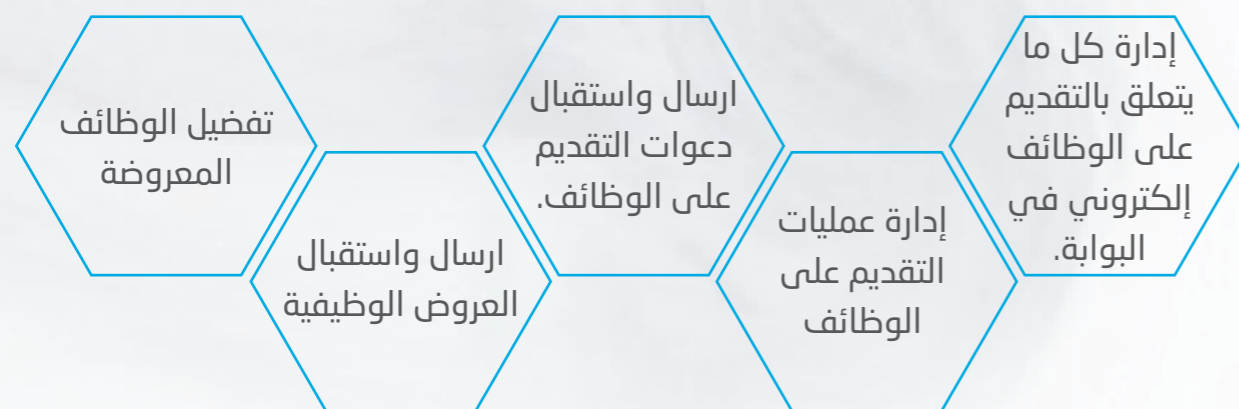 إدارة كل ما
يتعلق بالتقديم
على الوظائف
إلكتروني في
البوابة.
إدارة عمليات
التقديم على
الوظائف
ارسال واستقبال
دعوات التقديم
على الوظائف.
ارسال واستقبال
العروض الوظيفية
تفضيل الوظائف
المعروضة